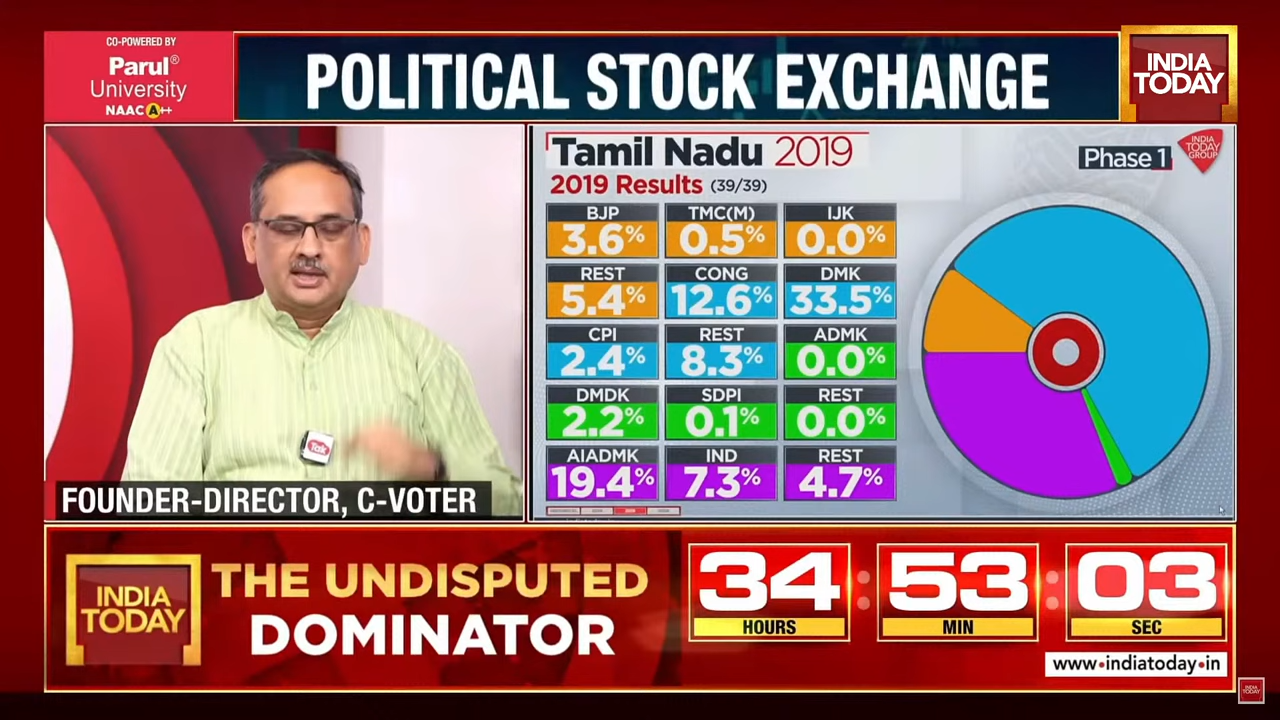 CO-POWERED BY
Parul®
University
NAAC A++
POLITICAL STOCK EXCHANGE
INDIA
TODAY
Tamil Nadu 2019
2019 Results (39/39)
Phase 1
INDIA
TODAY
GROUP
BJP TMC(M) IJK
3.6% 0.5% 0.0%
REST CONG DMK
5.4% 12.6% 33.5%
CPI REST ADMK
2.4% 8.3% 0.0%
DMDK SDPI REST
2.2% 0.1% 0.0%
AIADMK IND REST
19.4% 7.3% 4.7%
Tak
FOUNDER-DIRECTOR, C-VOTER
INDIA
TODAY
THE UNDISPUTED
DOMINATOR
34 : 53 : 03
HOURS MIN SEC
www•indiatoday•in
INDIA
TODAY